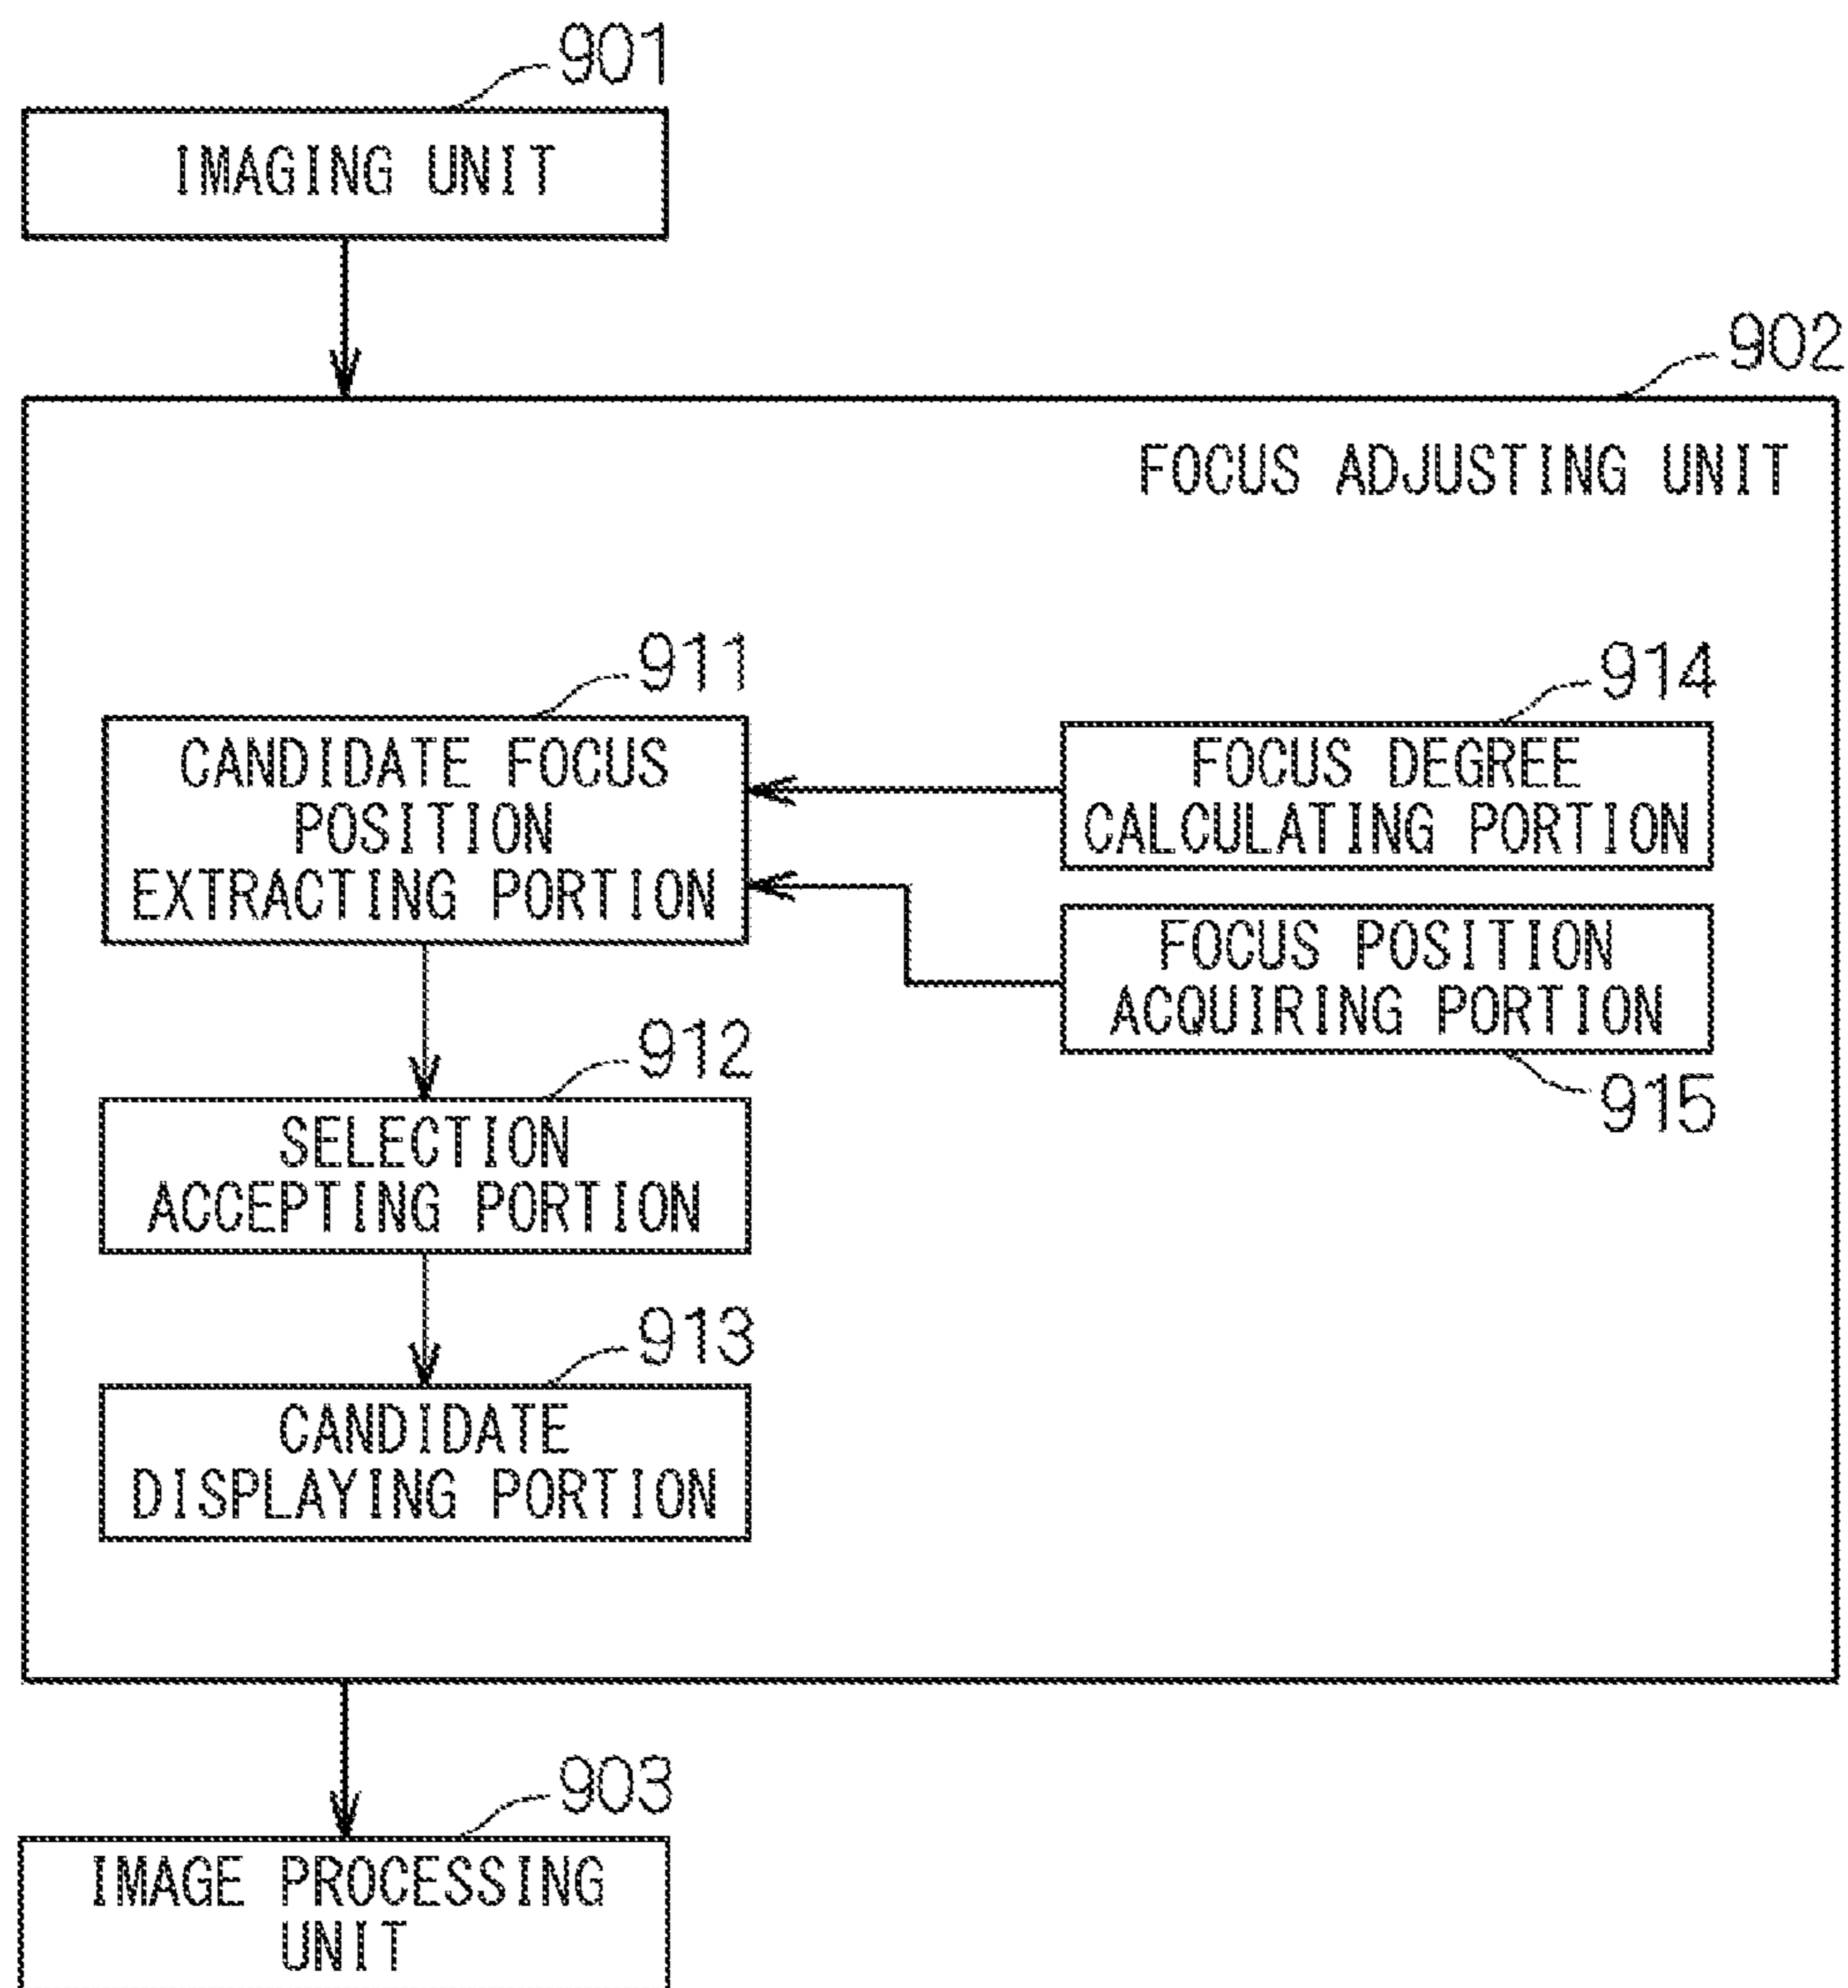 901
IMAGING UNIT
902
FOCUS ADJUSTING UNIT
911
CANDIDATE FOCUS
POSITION
EXTRACTING PORTION
914
FOCUS DEGREE
CALCULATING PORTION
FOCUS POSITION
ACQUIRING PORTION
915
912
SELECTION
ACCEPTING PORTION
913
CANDIDATE
DISPLAYING PORTION
903
IMAGE PROCESSING
UNIT